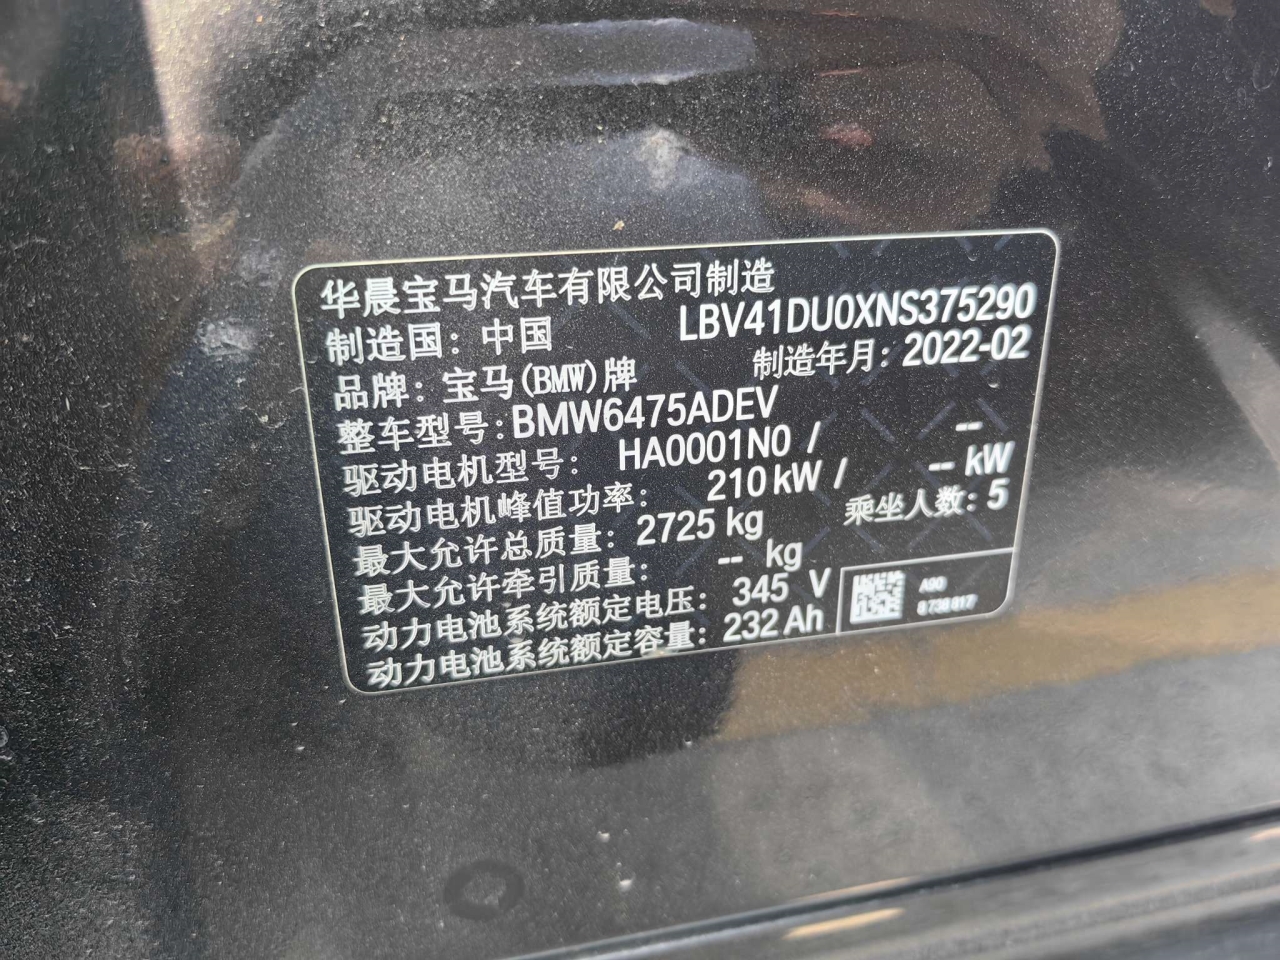 华晨宝马汽车有限公司制造
LBV41DU0XNS375290
制造国：中国
制造年月：2022-02
品牌：宝马(BMW)牌
整车型号：BMW6475ADEV
驱动电机型号： HA0001N0 / --
驱动电机峰值功率： 210 kW / -- kW
最大允许总质量：2725 kg
乘坐人数：5
最大允许牵引质量： -- kg
动力电池系统额定电压：345 V
动力电池系统额定容量：232 Ah
A90
8 738 817